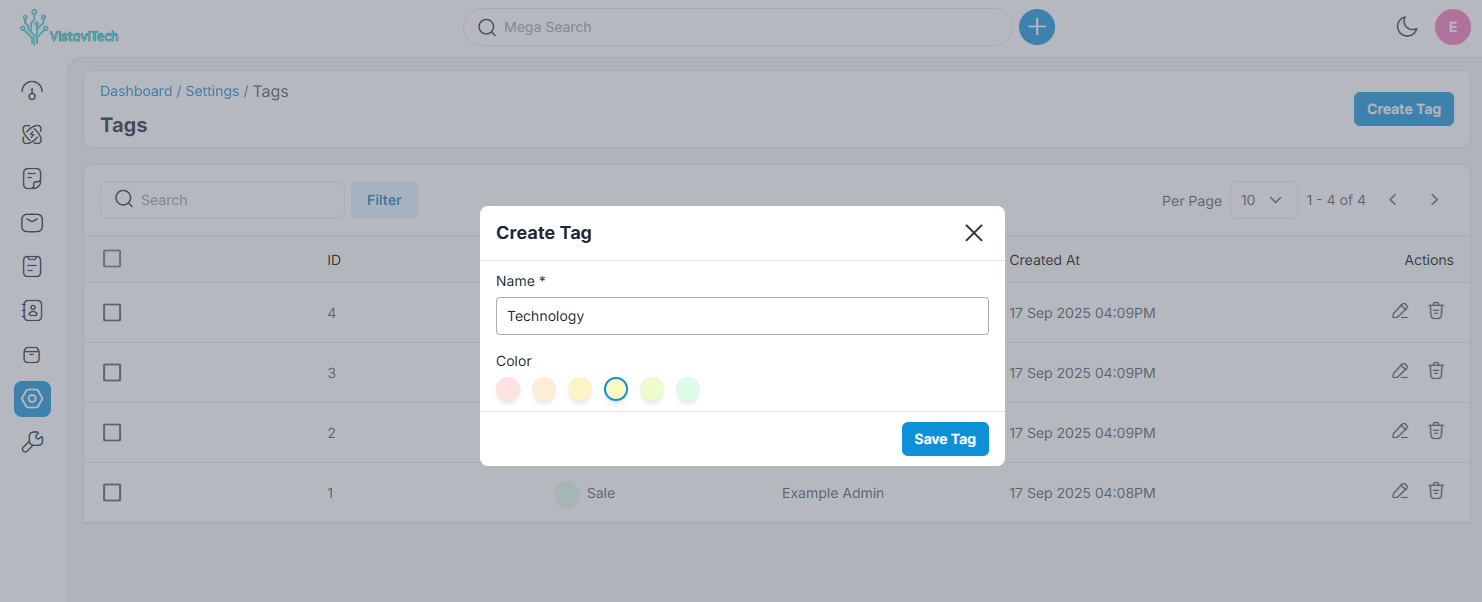 VistaviTech
Mega Search
E
Dashboard / Settings / Tags
Tags
Create Tag
Search
Filter
Per Page 10 1 - 4 of 4
ID Created At Actions
4 17 Sep 2025 04:09PM
3 17 Sep 2025 04:09PM
2 17 Sep 2025 04:09PM
1 Sale Example Admin 17 Sep 2025 04:08PM
Create Tag
Name *
Technology
Color
Save Tag